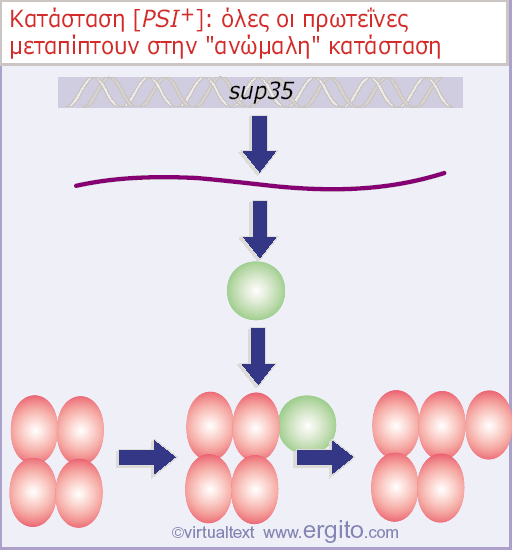 Κατάσταση [PSI+]: όλες οι πρωτεΐνες
μεταπίπτουν στην "ανώμαλη" κατάσταση
sup35
©virtualtext www.ergito.com